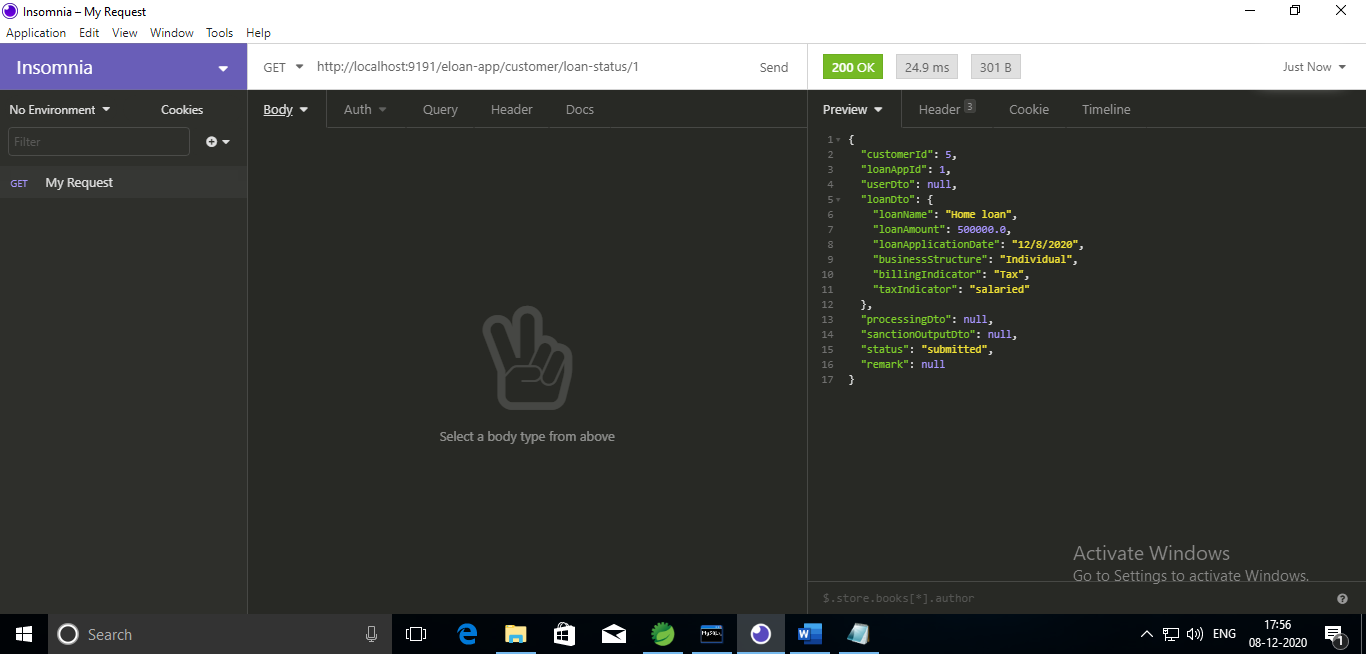 Insomnia – My Request
Application Edit View Window Tools Help
Insomnia
GET http://localhost:9191/eloan-app/customer/loan-status/1 Send
200 OK 24.9 ms 301 B Just Now
No Environment Cookies
Body Auth Query Header Docs
Preview Header 3 Cookie Timeline
Filter
GET My Request
Select a body type from above
1 {
2 "customerId": 5,
3 "loanAppId": 1,
4 "userDto": null,
5 "loanDto": {
6 "loanName": "Home loan",
7 "loanAmount": 500000.0,
8 "loanApplicationDate": "12/8/2020",
9 "businessStructure": "Individual",
10 "billingIndicator": "Tax",
11 "taxIndicator": "salaried"
12 },
13 "processingDto": null,
14 "sanctionOutputDto": null,
15 "status": "submitted",
16 "remark": null
17 }
Activate Windows
Go to Settings to activate Windows.
$.store.books[*].author
Search
MySQL
W
ENG
17:56
08-12-2020
1